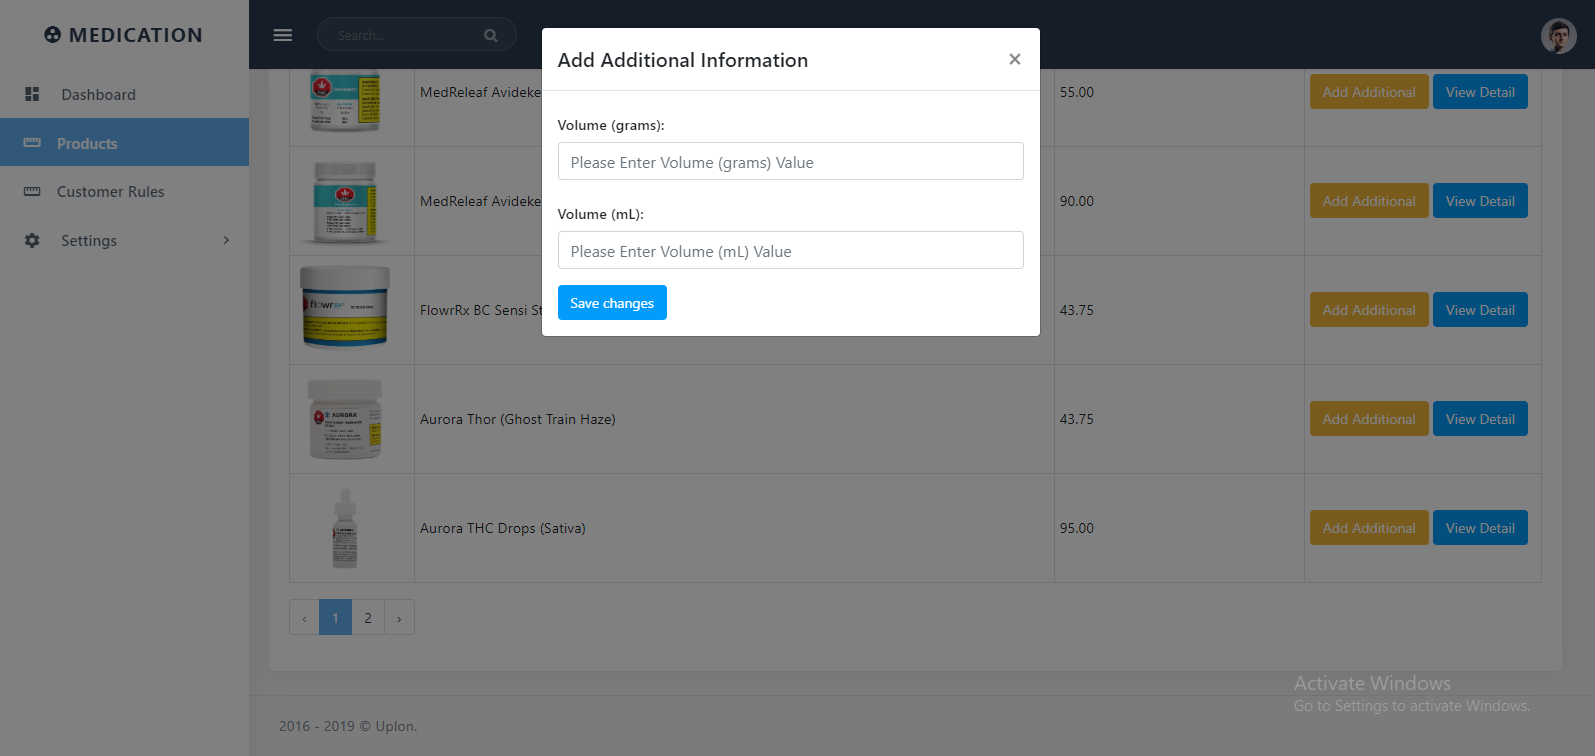 MEDICATION
Search...
Dashboard
Products
Customer Rules
Settings
Add Additional Information
×
Volume (grams):
Please Enter Volume (grams) Value
Volume (mL):
Please Enter Volume (mL) Value
Save changes
MedReleaf Avideke
55.00
Add Additional
View Detail
MedReleaf Avideke
90.00
Add Additional
View Detail
flowrRx
FlowrRx BC Sensi St
43.75
Add Additional
View Detail
AURORA
Aurora Thor (Ghost Train Haze)
43.75
Add Additional
View Detail
Aurora THC Drops (Sativa)
95.00
Add Additional
View Detail
‹ 1 2 ›
Activate Windows
Go to Settings to activate Windows.
2016 - 2019 © Uplon.